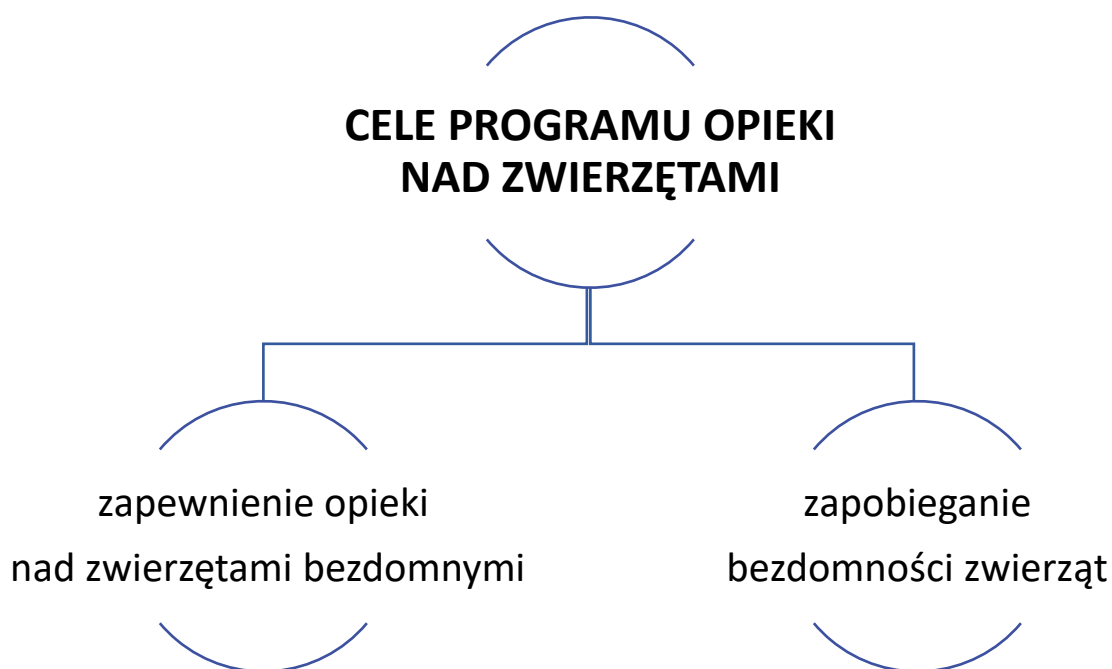 CELE PROGRAMU OPIEKI
NAD ZWIERZĘTAMI
zapewnienie opieki
nad zwierzętami bezdomnymi
zapobieganie
bezdomności zwierząt